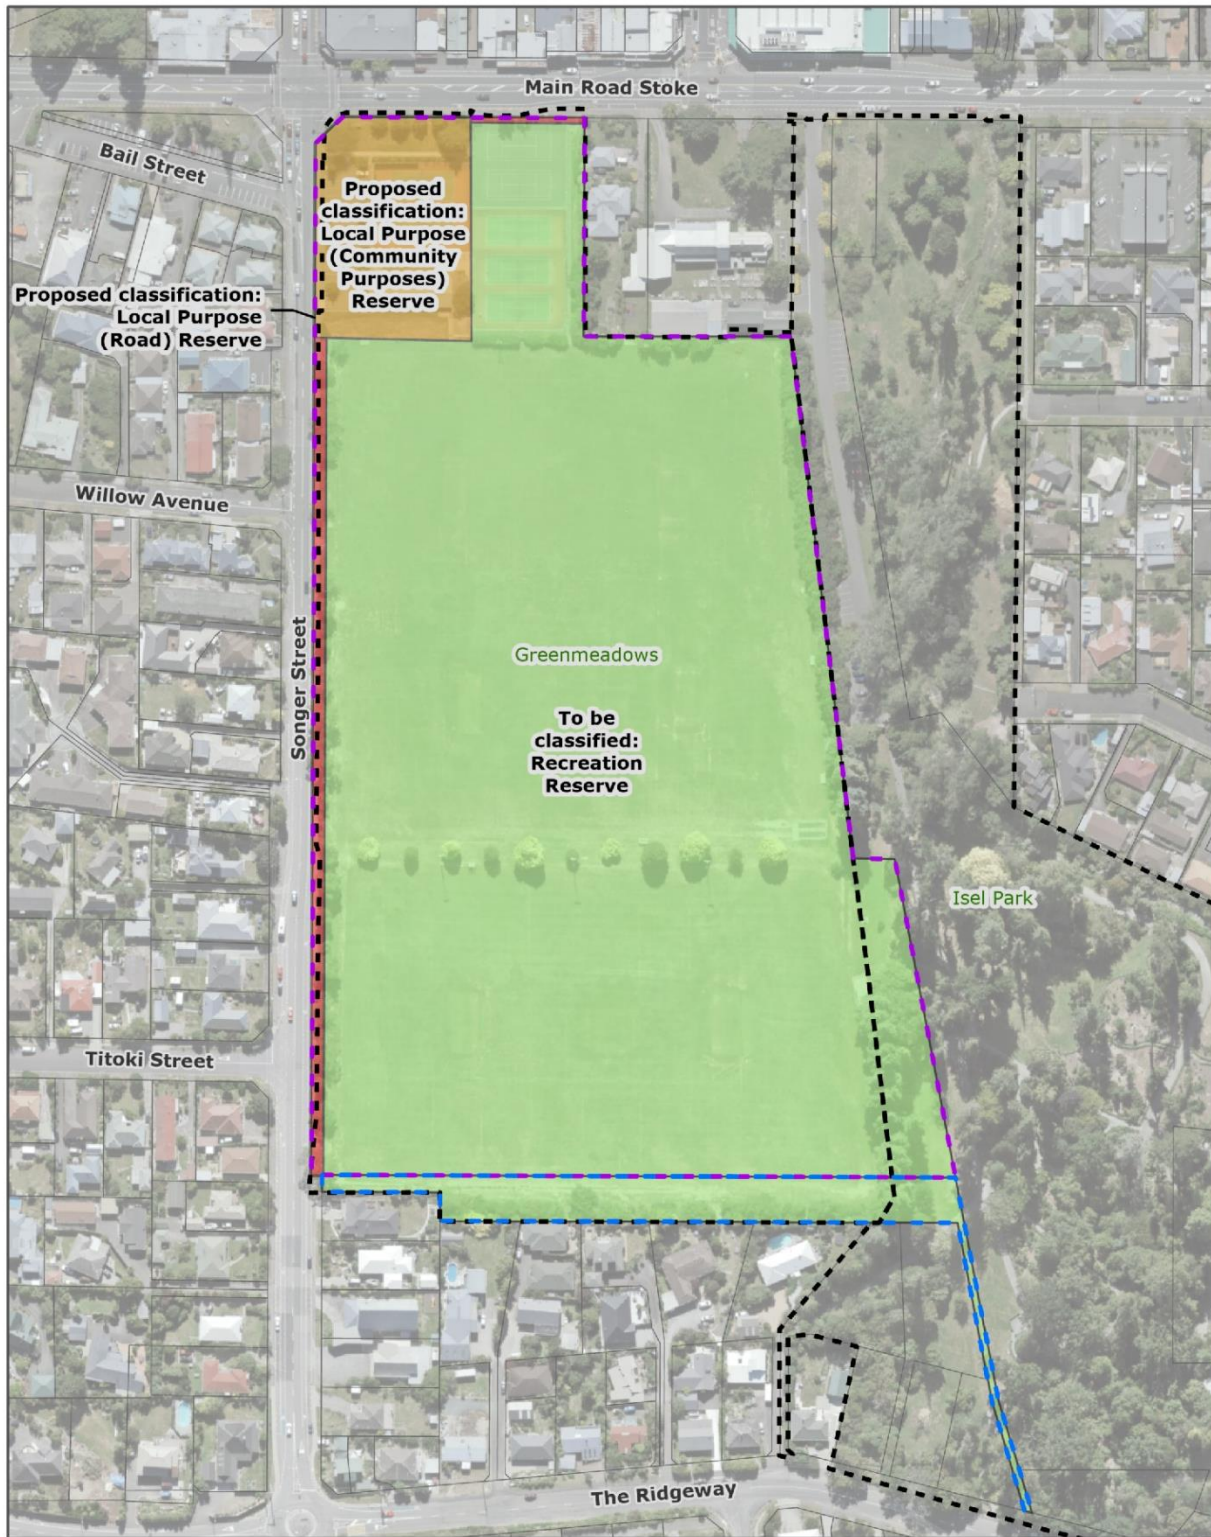 Main Road Stoke
Bail Street
Proposed
classification:
Local Purpose
(Community
Purposes)
Reserve
Proposed classification:
Local Purpose
(Road) Reserve
Willow Avenue
Songer Street
Greenmeadows
To be
classified:
Recreation
Reserve
Isel Park
Titoki Street
The Ridgeway